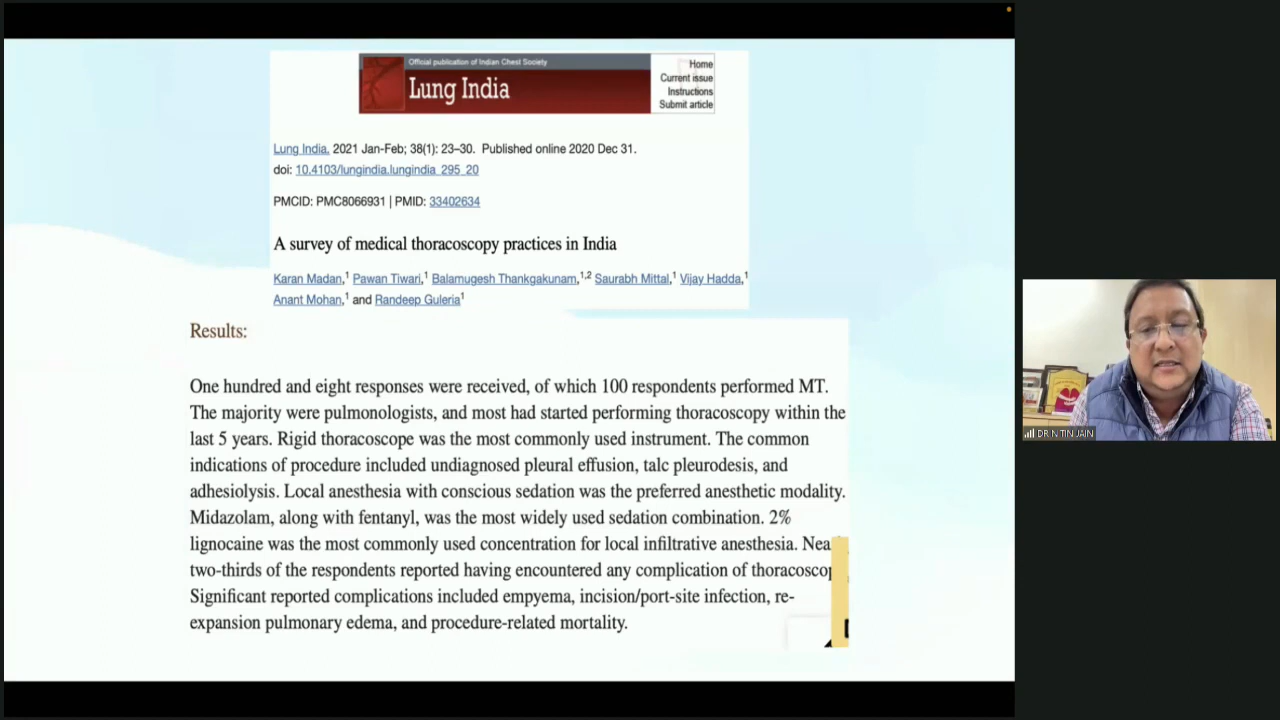 Official publication of Indian Chest Society
Lung India
Home
Current issue
Instructions
Submit article
Lung India. 2021 Jan-Feb; 38(1): 23–30. Published online 2020 Dec 31.
doi: 10.4103/lungindia.lungindia_295_20
PMCID: PMC8066931 | PMID: 33402634
A survey of medical thoracoscopy practices in India
Karan Madan,1 Pawan Tiwari,1 Balamugesh Thankgakunam,1,2 Saurabh Mittal,1 Vijay Hadda,1
Anant Mohan,1 and Randeep Guleria1
Results:
One hundred and eight responses were received, of which 100 respondents performed MT.
The majority were pulmonologists, and most had started performing thoracoscopy within the
last 5 years. Rigid thoracoscope was the most commonly used instrument. The common
indications of procedure included undiagnosed pleural effusion, talc pleurodesis, and
adhesiolysis. Local anesthesia with conscious sedation was the preferred anesthetic modality.
Midazolam, along with fentanyl, was the most widely used sedation combination. 2%
lignocaine was the most commonly used concentration for local infiltrative anesthesia.
two-thirds of the respondents reported having encountered any complication of
Significant reported complications included empyema, incision/port-site infection, re-
expansion pulmonary edema, and procedure-related mortality.
DR NITIN JAIN